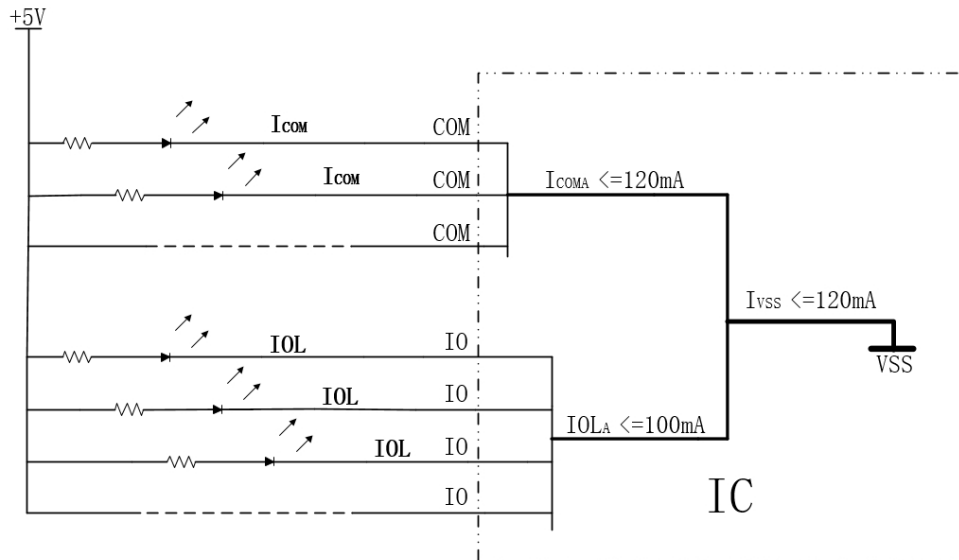 +5V
ICOM COM
ICOM COM ICOMA <=120mA
COM
IVSS <=120mA
VSS
IOL IO
IOL IO
IOLA <=100mA
IOL IO
IO
IC